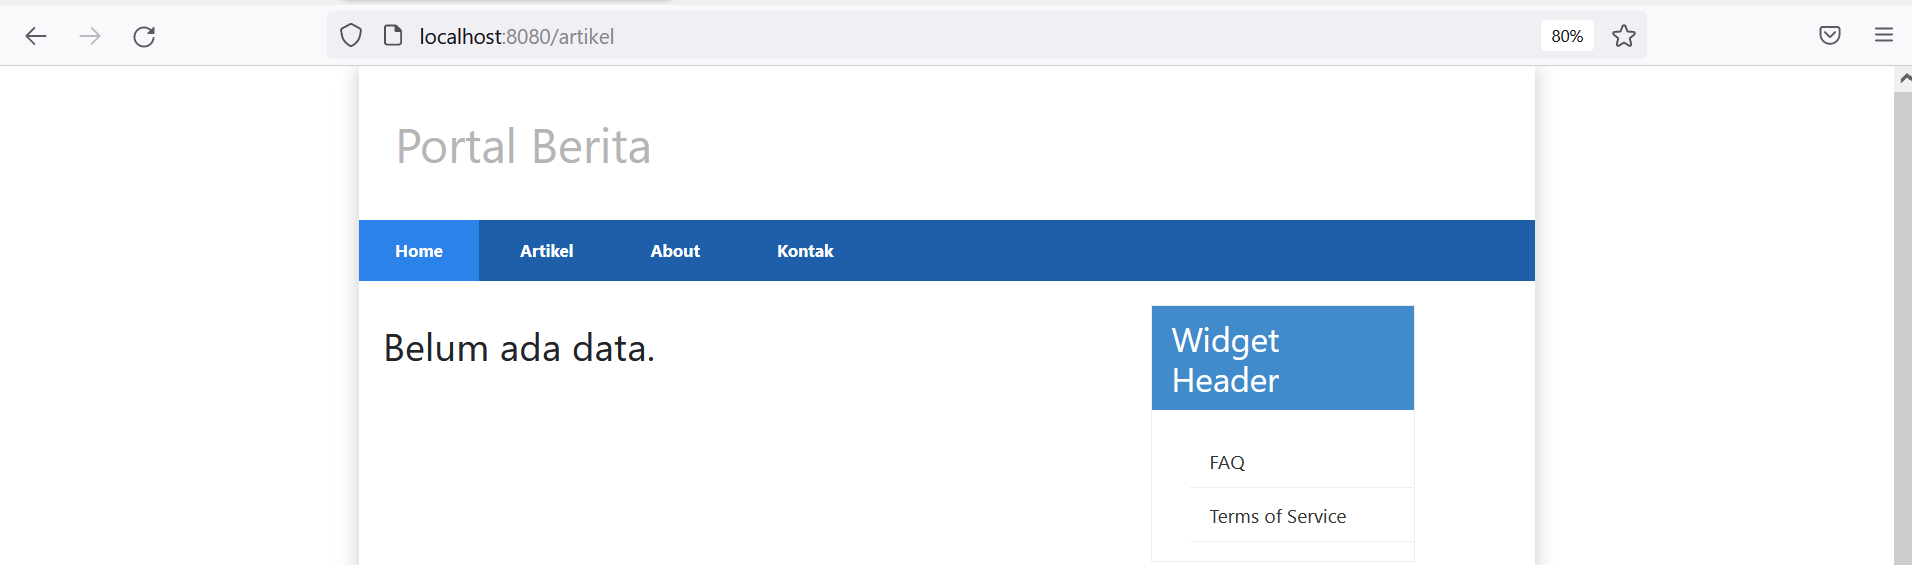 localhost:8080/artikel
80%
Portal Berita
Home Artikel About Kontak
Belum ada data.
Widget
Header
FAQ
Terms of Service